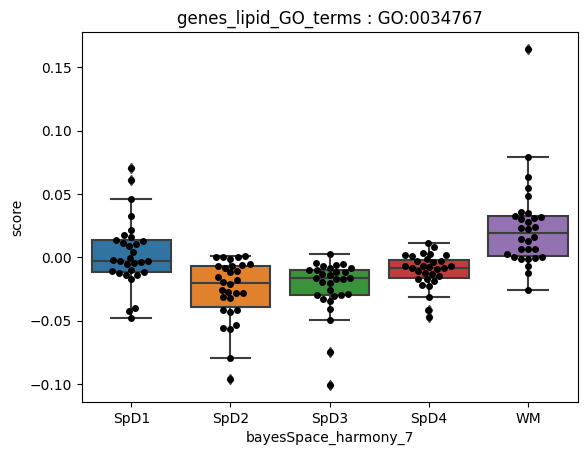 genes_lipid_GO_terms : GO:0034767
score
0.15
0.10
0.05
0.00
−0.05
−0.10
SpD1 SpD2 SpD3 SpD4 WM
bayesSpace_harmony_7